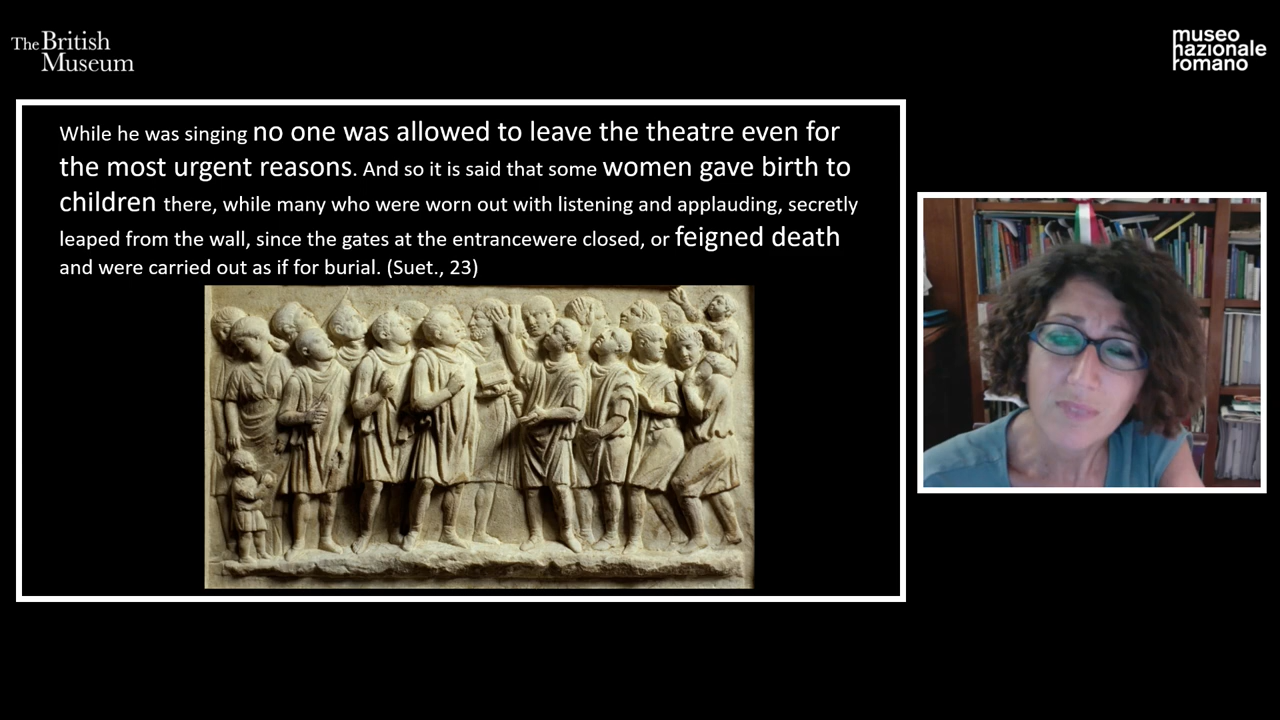 The British
Museum
museo
nazionale
romano
While he was singing no one was allowed to leave the theatre even for
the most urgent reasons. And so it is said that some women gave birth to
children there, while many who were worn out with listening and applauding, secretly
leaped from the wall, since the gates at the entrancewere closed, or feigned death
and were carried out as if for burial. (Suet., 23)